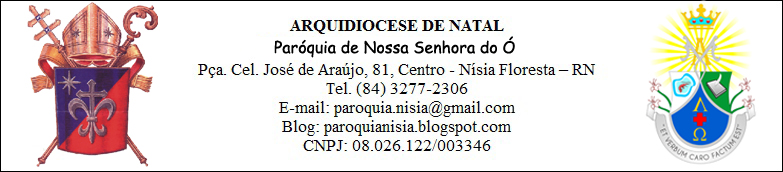 ARQUIDIOCESE DE NATAL
Paróquia de Nossa Senhora do Ó
Pça. Cel. José de Araújo, 81, Centro - Nísia Floresta – RN
Tel. (84) 3277-2306
E-mail: paroquia.nisia@gmail.com
Blog: paroquianisia.blogspot.com
CNPJ: 08.026.122/003346
"ET VERBUM CARO FACTUM EST"
Α
Ω